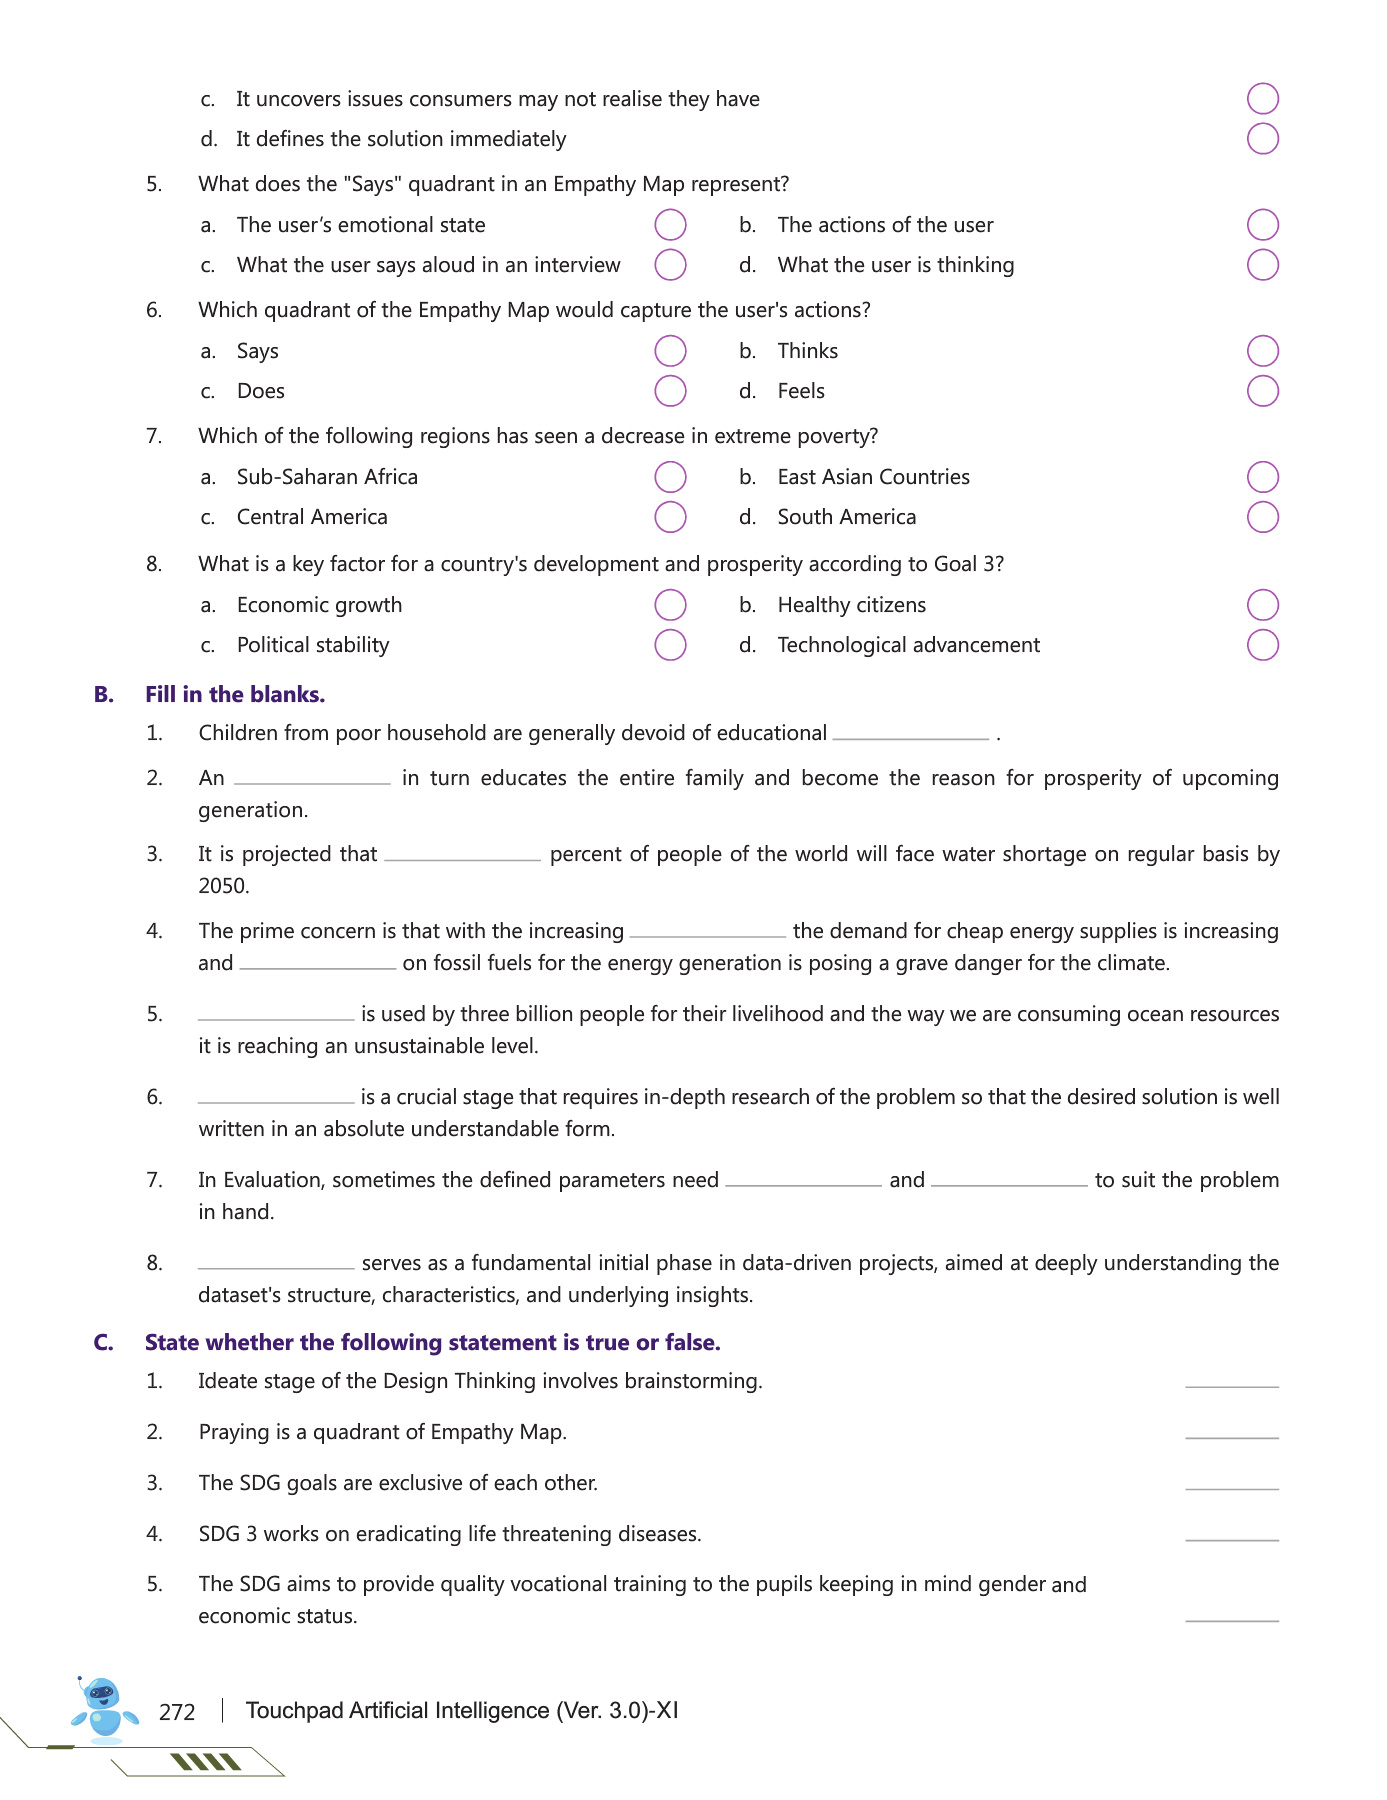 c. It uncovers issues consumers may not realise they have
d. It defines the solution immediately
5. What does the "Says" quadrant in an Empathy Map represent?
a. The user’s emotional state b. The actions of the user
c. What the user says aloud in an interview d. What the user is thinking
6. Which quadrant of the Empathy Map would capture the user's actions?
a. Says b. Thinks
c. Does d. Feels
7. Which of the following regions has seen a decrease in extreme poverty?
a. Sub-Saharan Africa b. East Asian Countries
c. Central America d. South America
8. What is a key factor for a country's development and prosperity according to Goal 3?
a. Economic growth b. Healthy citizens
c. Political stability d. Technological advancement
B. Fill in the blanks.
1. Children from poor household are generally devoid of educational ______________ .
2. An ______________ in turn educates the entire family and become the reason for prosperity of upcoming
generation.
3. It is projected that ______________ percent of people of the world will face water shortage on regular basis by
2050.
4. The prime concern is that with the increasing ______________ the demand for cheap energy supplies is increasing
and ______________ on fossil fuels for the energy generation is posing a grave danger for the climate.
5. ______________ is used by three billion people for their livelihood and the way we are consuming ocean resources
it is reaching an unsustainable level.
6. ______________ is a crucial stage that requires in-depth research of the problem so that the desired solution is well
written in an absolute understandable form.
7. In Evaluation, sometimes the defined parameters need ______________ and ______________ to suit the problem
in hand.
8. ______________ serves as a fundamental initial phase in data-driven projects, aimed at deeply understanding the
dataset's structure, characteristics, and underlying insights.
C. State whether the following statement is true or false.
1. Ideate stage of the Design Thinking involves brainstorming. ________
2. Praying is a quadrant of Empathy Map. ________
3. The SDG goals are exclusive of each other. ________
4. SDG 3 works on eradicating life threatening diseases. ________
5. The SDG aims to provide quality vocational training to the pupils keeping in mind gender and
economic status. ________
272 Touchpad Artificial Intelligence (Ver. 3.0)-XI